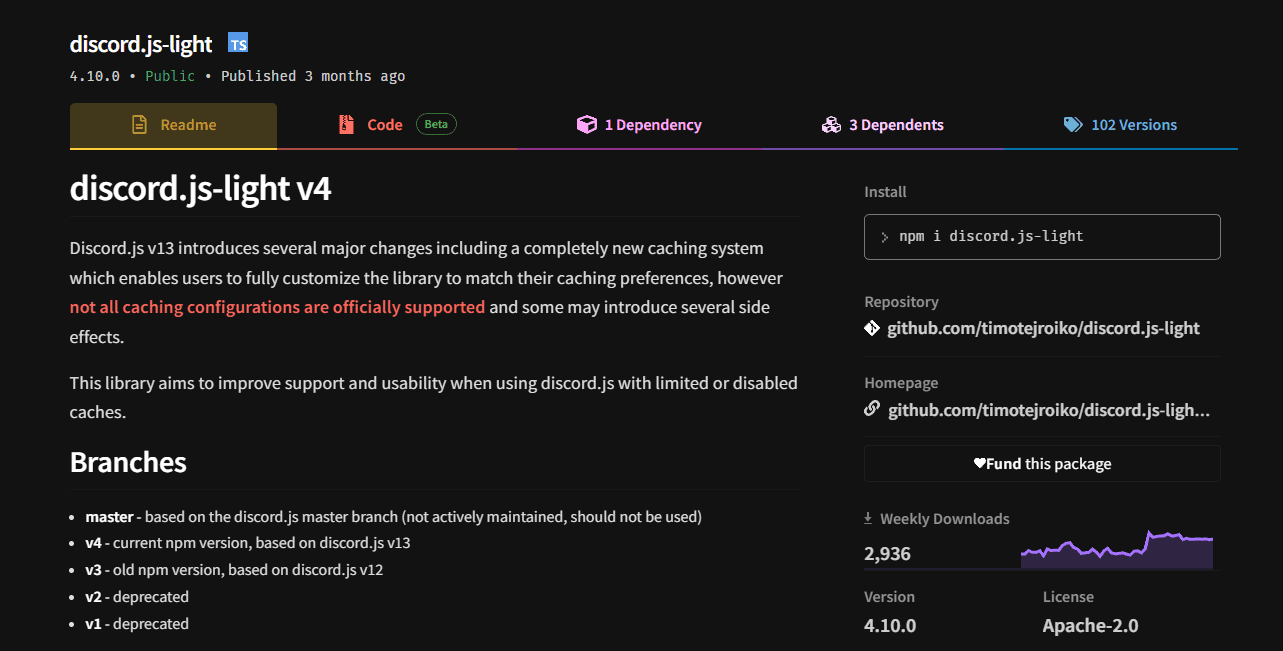 discord.js-light TS
4.10.0 • Public • Published 3 months ago
Readme
Code Beta
1 Dependency
3 Dependents
102 Versions
discord.js-light v4
Discord.js v13 introduces several major changes including a completely new caching system
which enables users to fully customize the library to match their caching preferences, however
not all caching configurations are officially supported and some may introduce several side
effects.
This library aims to improve support and usability when using discord.js with limited or disabled
caches.
Branches
• master - based on the discord.js master branch (not actively maintained, should not be used)
• v4 - current npm version, based on discord.js v13
• v3 - old npm version, based on discord.js v12
• v2 - deprecated
• v1 - deprecated
Install
> npm i discord.js-light
Repository
github.com/timotejroiko/discord.js-light
Homepage
github.com/timotejroiko/discord.js-ligh...
♥Fund this package
Weekly Downloads
2,936
Version
4.10.0
License
Apache-2.0